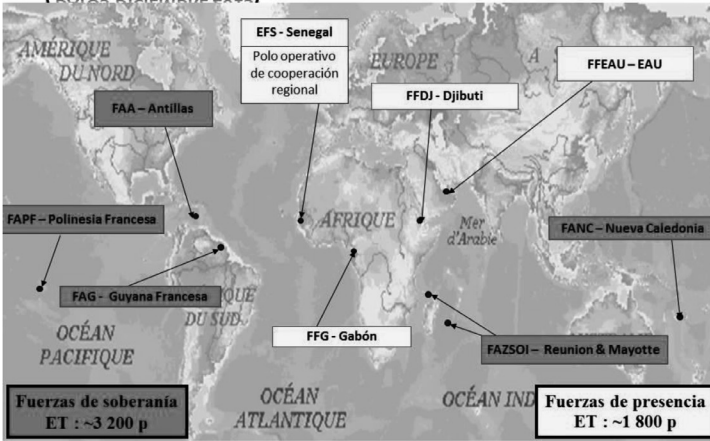 AMÉRIQUE
DU NORD
EFS - Senegal
Polo operativo
de cooperación
regional
EUROPE
A
FFEAU – EAU
FFDJ - Djibuti
FAA – Antillas
FAPF – Polinesia Francesa
AFRIQUE
Mer
d'Arabie
FANC – Nueva Caledonia
FAG - Guyana Francesa
QUE
DU SUD
OCÉAN
PACIFIQUE
FFG - Gabón
FAZSOI – Reunion & Mayotte
Fuerzas de soberanía
ET : ~3 200 p
OCÉAN
ATLANTIQUE
OCÉAN IND
Fuerzas de presencia
ET : ~1 800 p